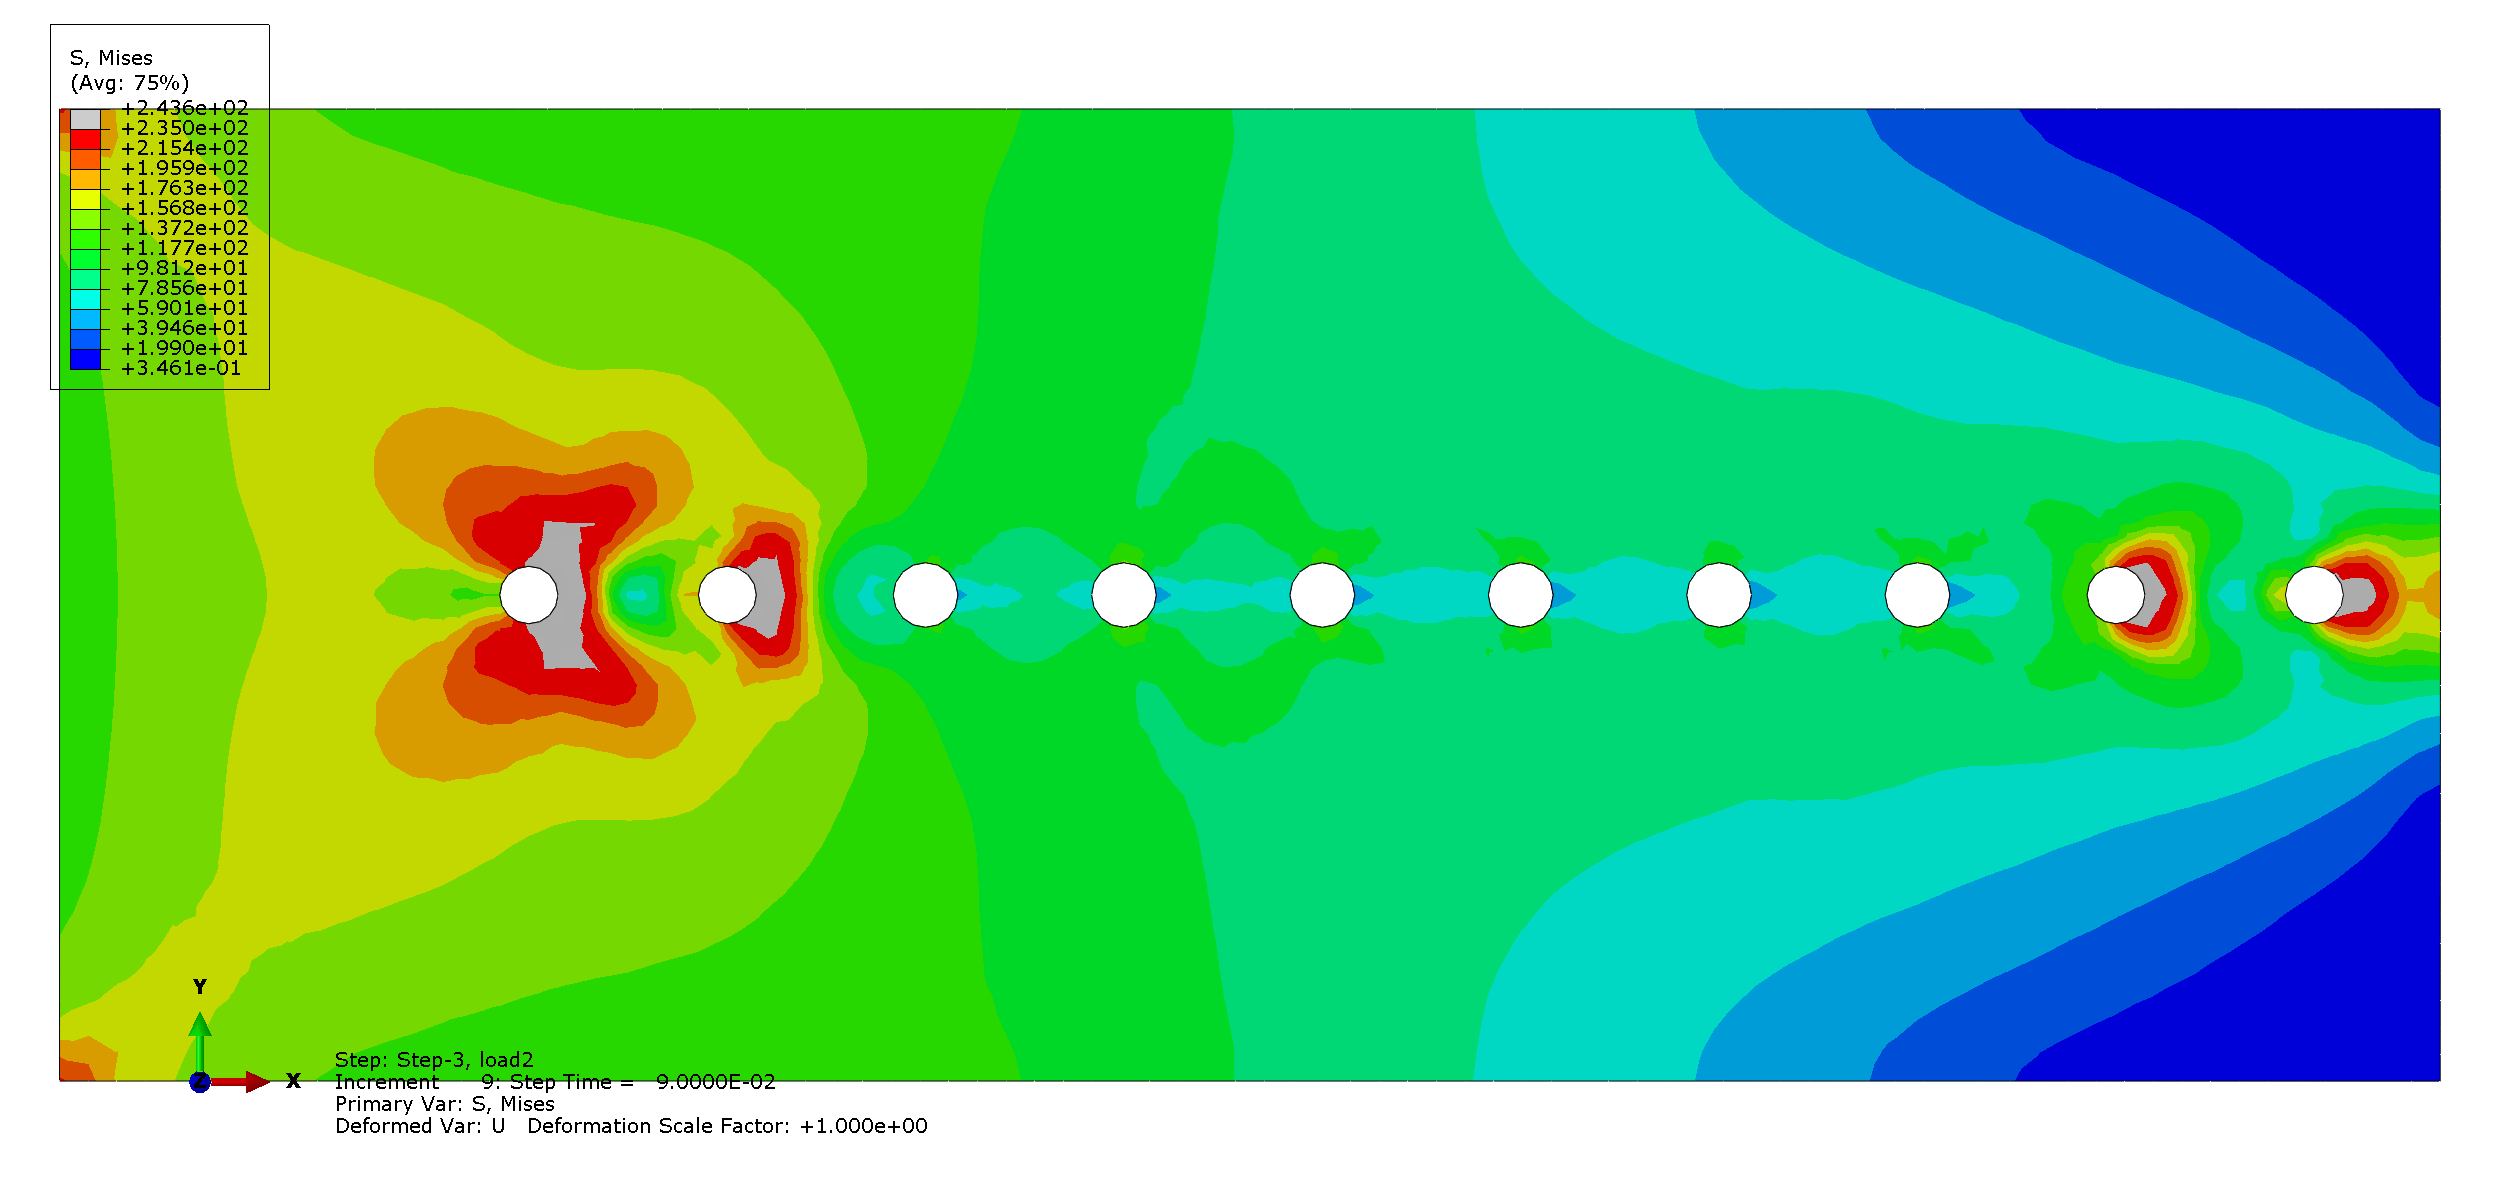 S, Mises
(Avg: 75%)
+2.436e+02
+2.350e+02
+2.154e+02
+1.959e+02
+1.763e+02
+1.568e+02
+1.372e+02
+1.177e+02
+9.812e+01
+7.856e+01
+5.901e+01
+3.946e+01
+1.990e+01
+3.461e-01
Y
Z
X
Step: Step-3, load2
Increment 9: Step Time = 9.0000E-02
Primary Var: S, Mises
Deformed Var: U Deformation Scale Factor: +1.000e+00